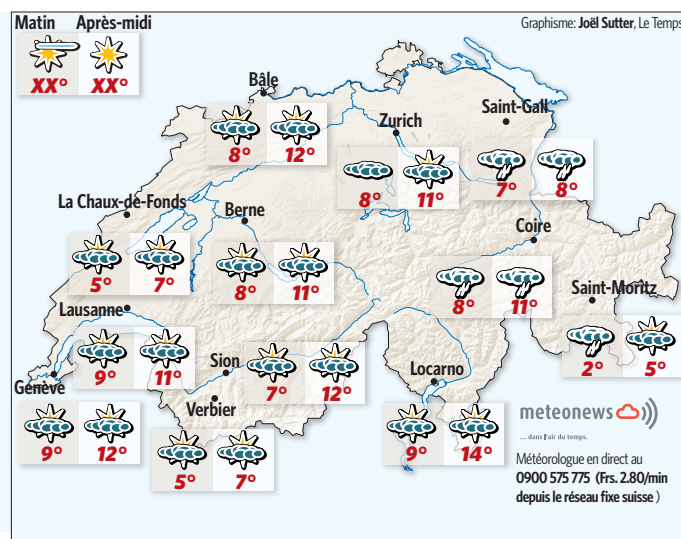 Matin Après-midi
XX° XX°
Graphisme: Joël Sutter, Le Temps
Bâle
8° 12°
Zurich
8° 11°
Saint-Gall
7° 8°
La Chaux-de-Fonds
5° 7°
Berne
8° 11°
Coire
8° 11°
Saint-Moritz
2° 5°
Lausanne
9° 11°
Sion
7° 12°
Locarno
9° 14°
Genève
9° 12°
Verbier
5° 7°
meteonews
... dans l'air du temps.
Météorologue en direct au
0900 575 775 (Frs. 2.80/min
depuis le réseau fixe suisse)